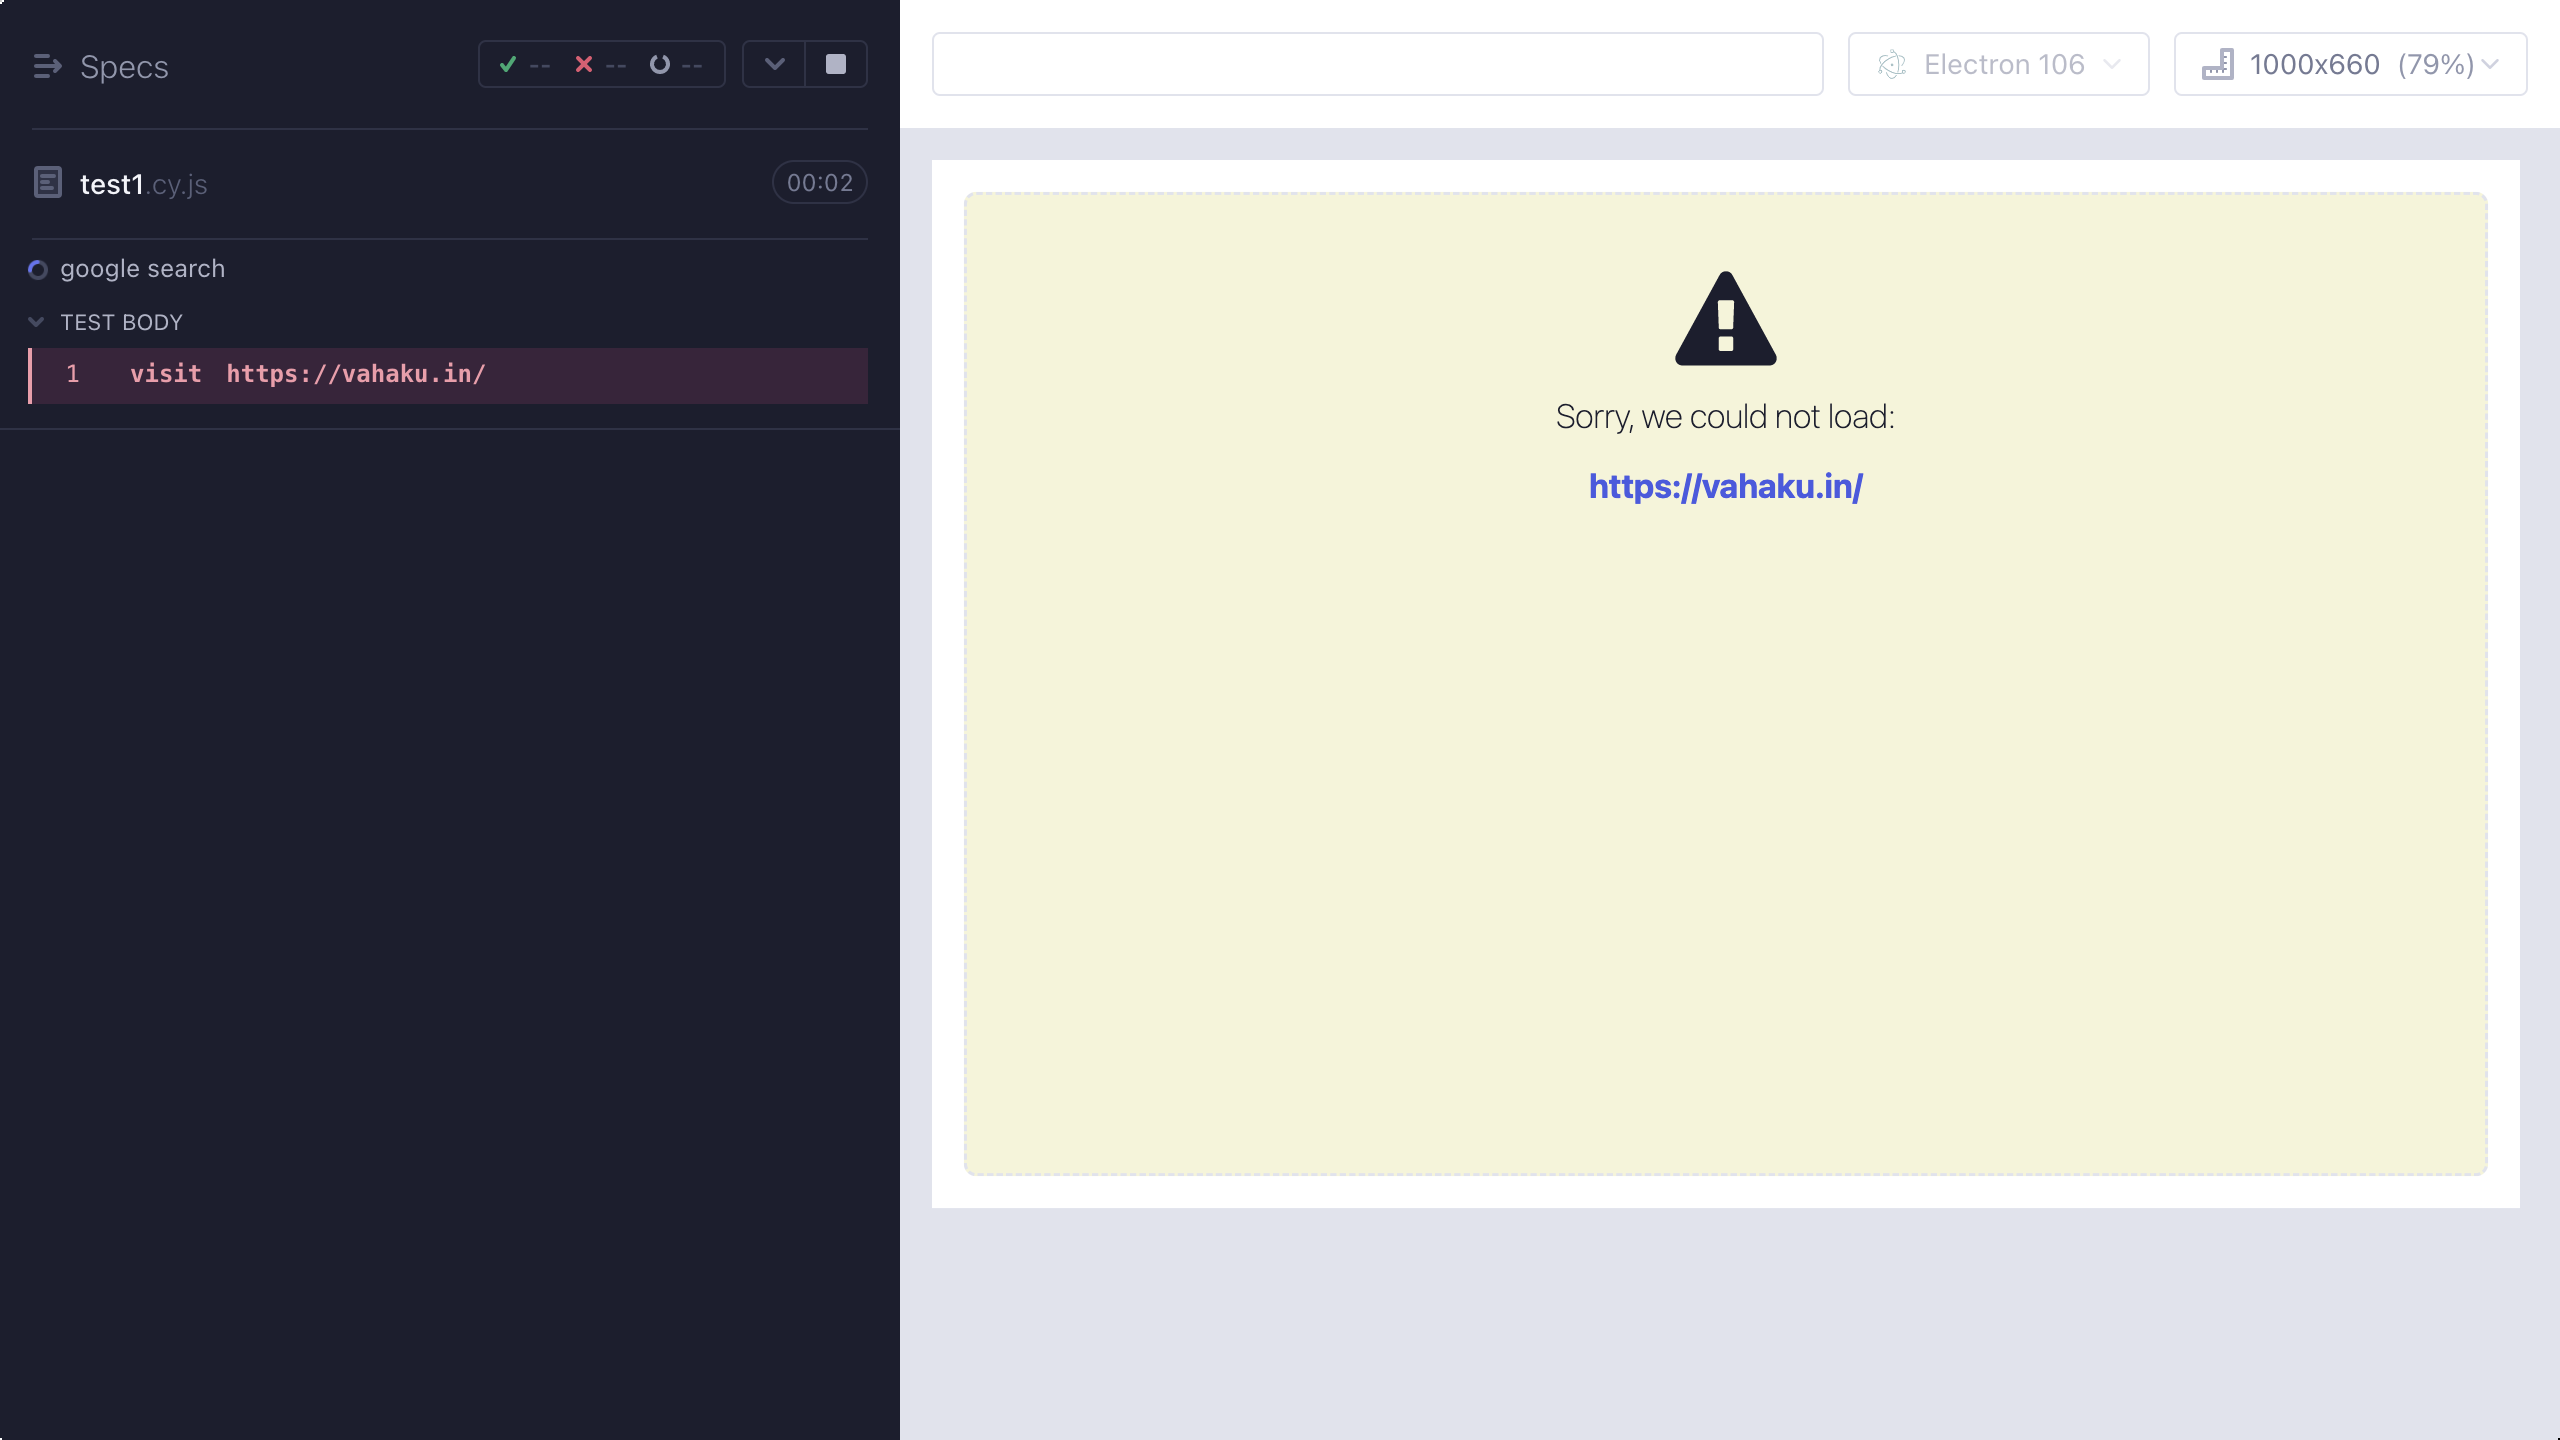 Specs
-- -- --
test1.cy.js
00:02
google search
TEST BODY
1 visit https://vahaku.in/
Electron 106
1000x660 (79%)
Sorry, we could not load:
https://vahaku.in/